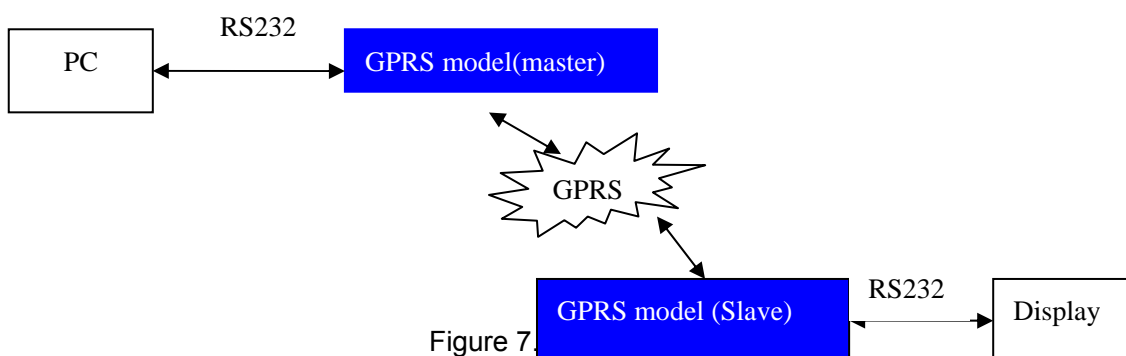 RS232
PC
GPRS model(master)
GPRS
RS232
GPRS model (Slave)
Display
Figure 7.